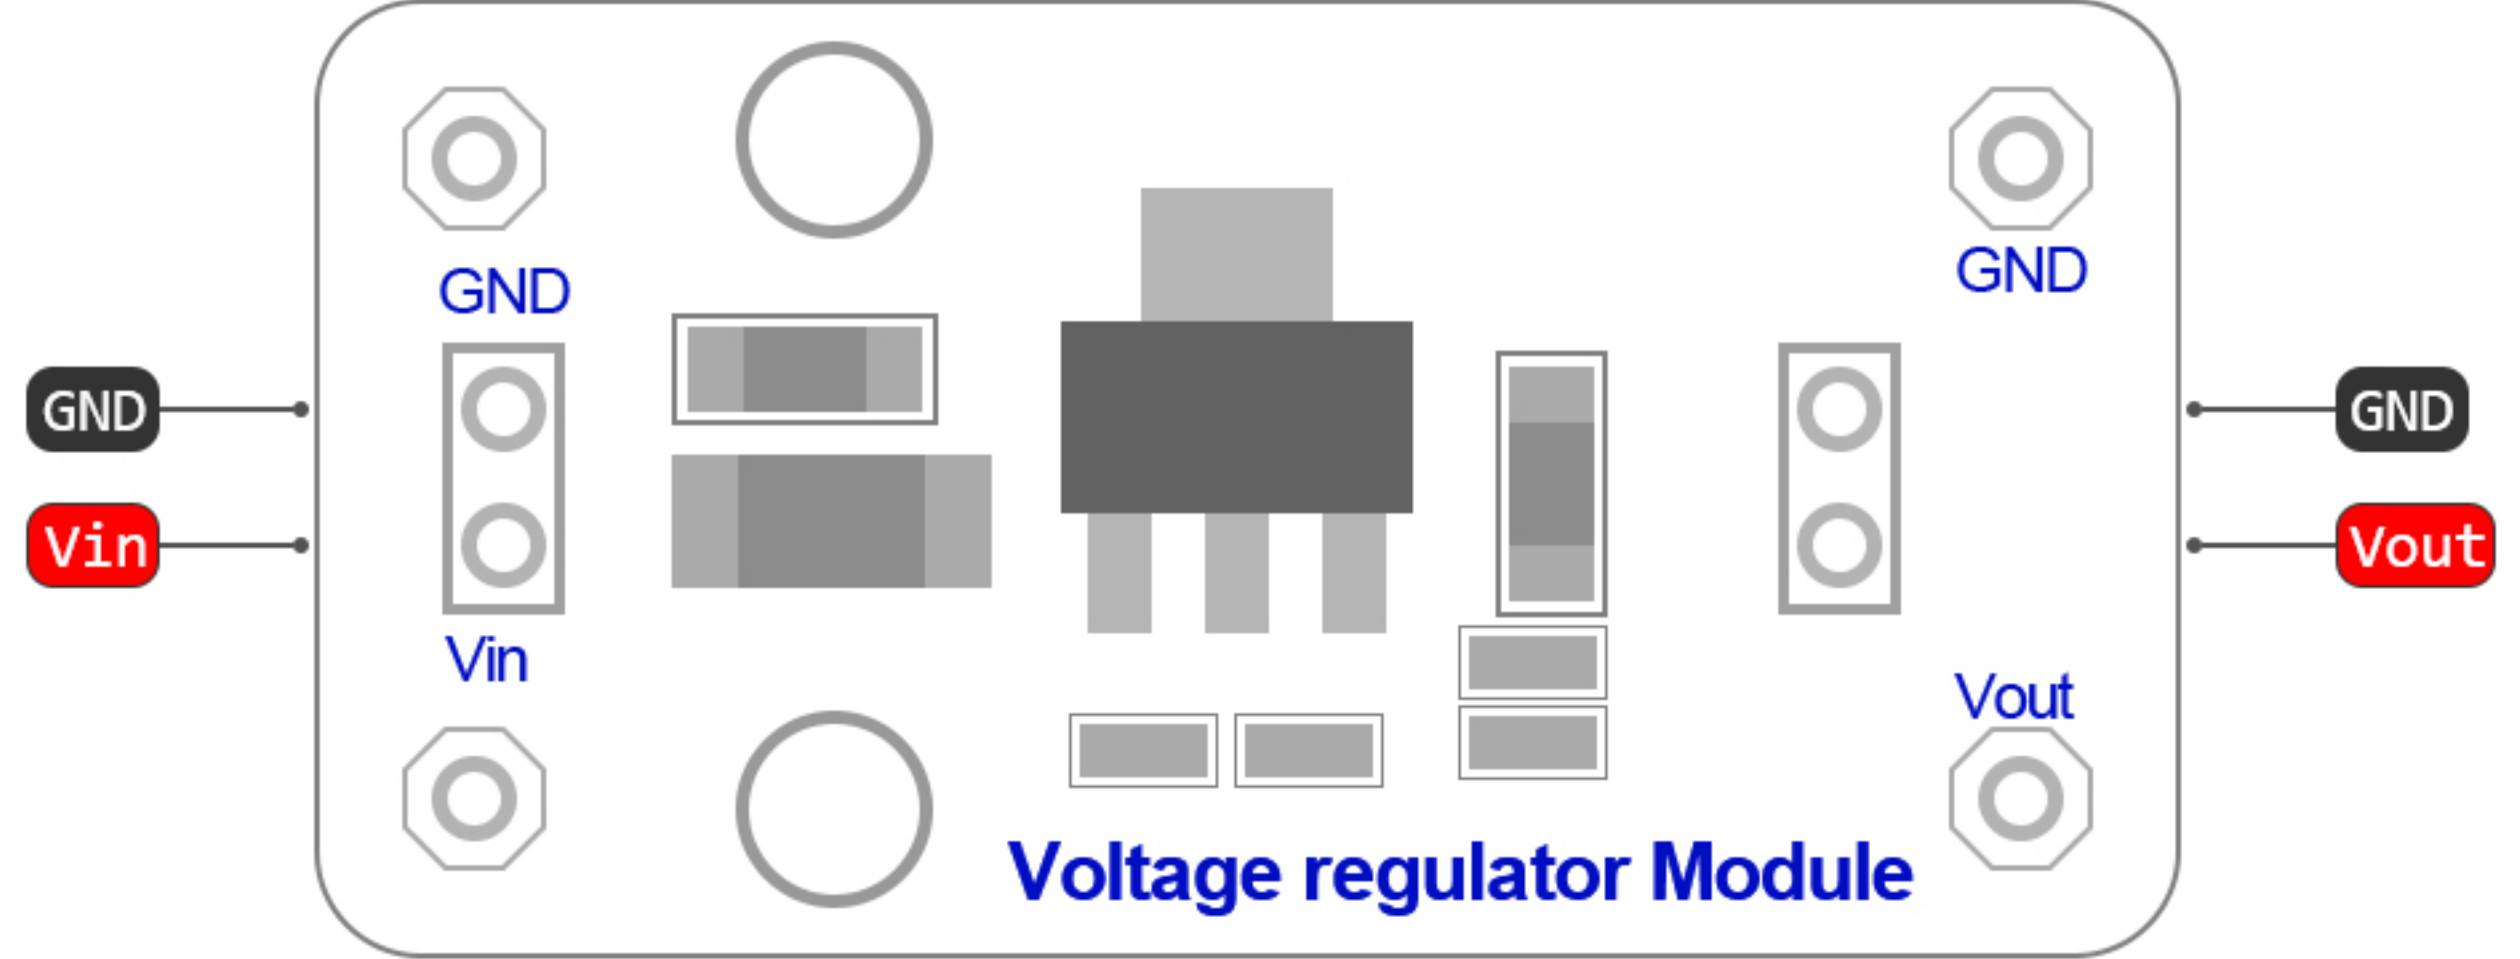 GND
GND
GND
GND
Vin
Vout
Vin
Vout
Voltage regulator Module